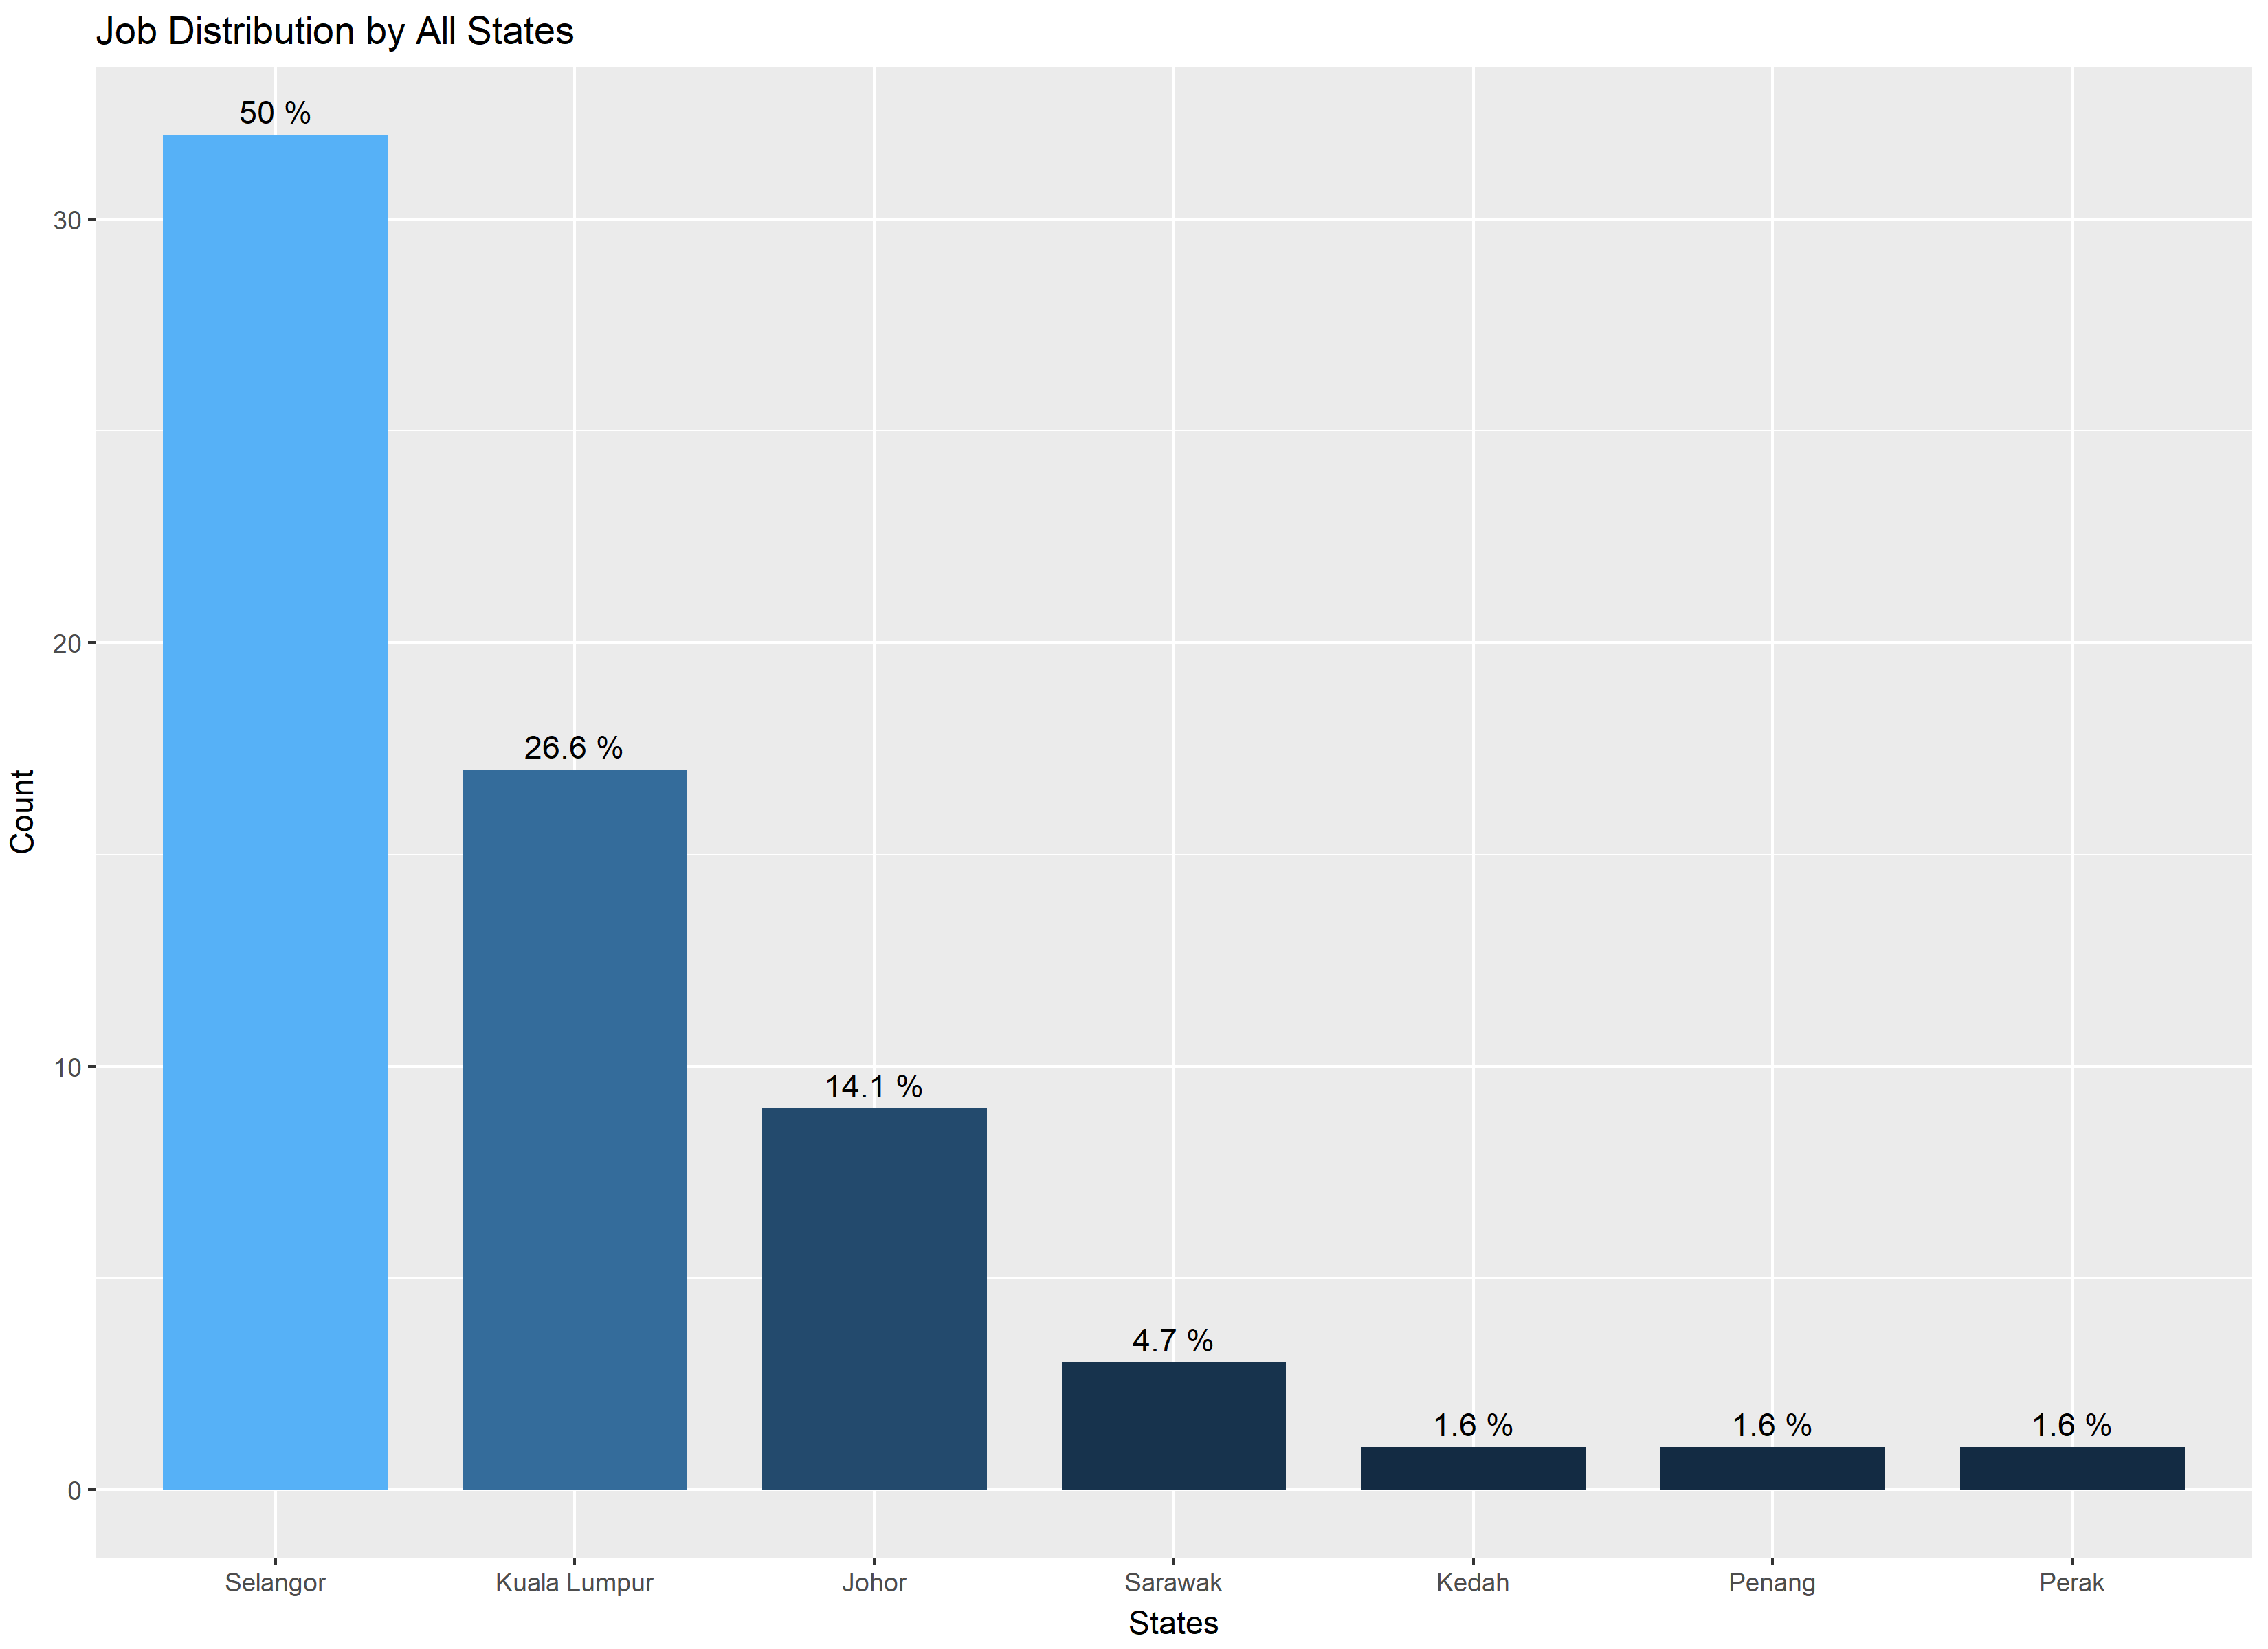 Job Distribution by All States
50 %
30
26.6 %
20
Count
14.1 %
10
4.7 %
1.6 %
1.6 %
1.6 %
0
Selangor Kuala Lumpur Johor Sarawak Kedah Penang Perak
States